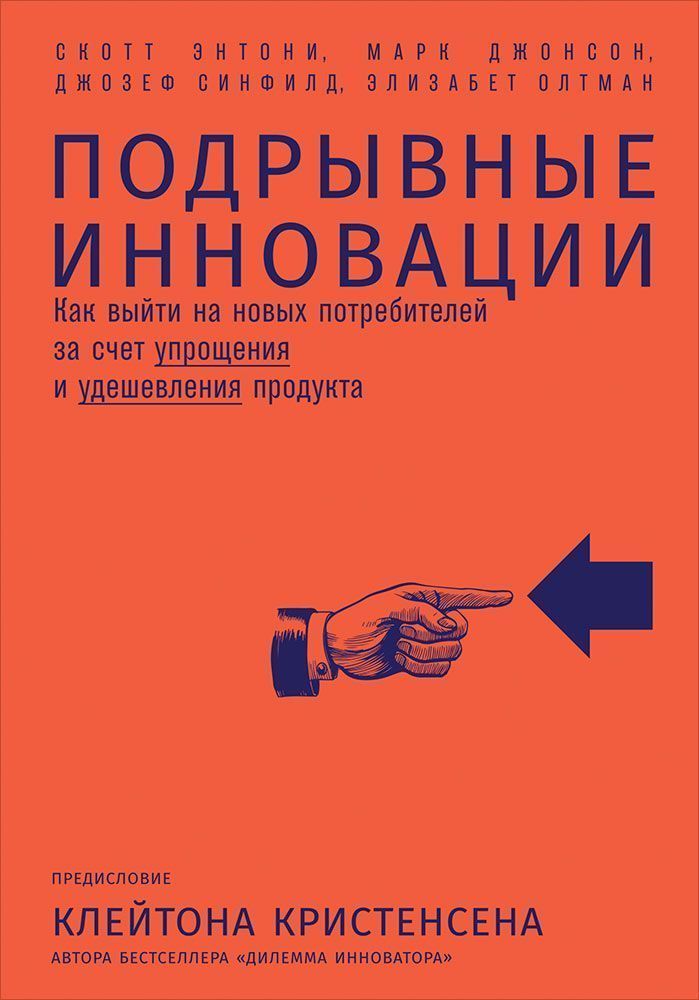 СКОТТ ЭНТОНИ, МАРК ДЖОНСОН,
ДЖОЗЕФ СИНФИЛД, ЭЛИЗАБЕТ ОЛТМАН
ПОДРЫВНЫЕ
ИННОВАЦИИ
Как выйти на новых потребителей
за счет упрощения
и удешевления продукта
ПРЕДИСЛОВИЕ
КЛЕЙТОНА КРИСТЕНСЕНА
АВТОРА БЕСТСЕЛЛЕРА «ДИЛЕММА ИННОВАТОРА»